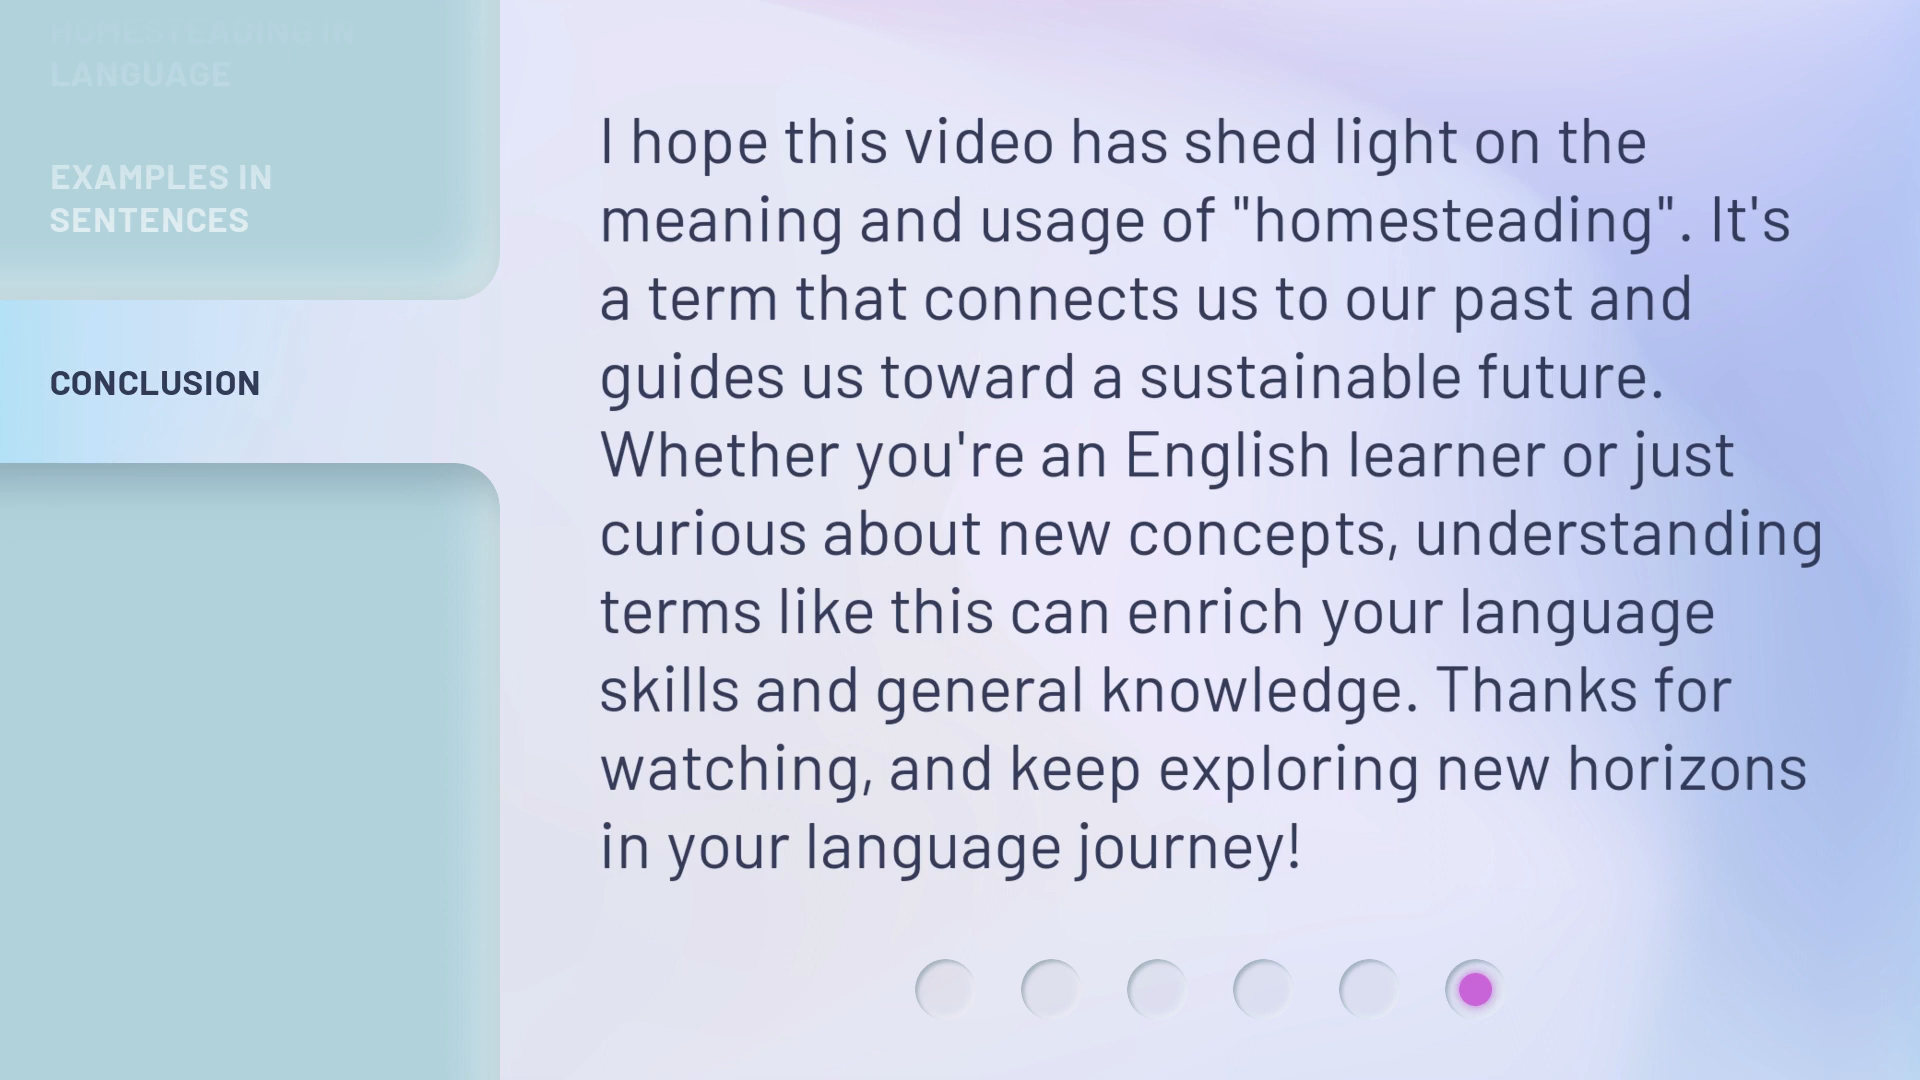 HOMESTEADING IN
LANGUAGE
EXAMPLES IN
SENTENCES
CONCLUSION
I hope this video has shed light on the
meaning and usage of "homesteading". It's
a term that connects us to our past and
guides us toward a sustainable future.
Whether you're an English learner or just
curious about new concepts, understanding
terms like this can enrich your language
skills and general knowledge. Thanks for
watching, and keep exploring new horizons
in your language journey!